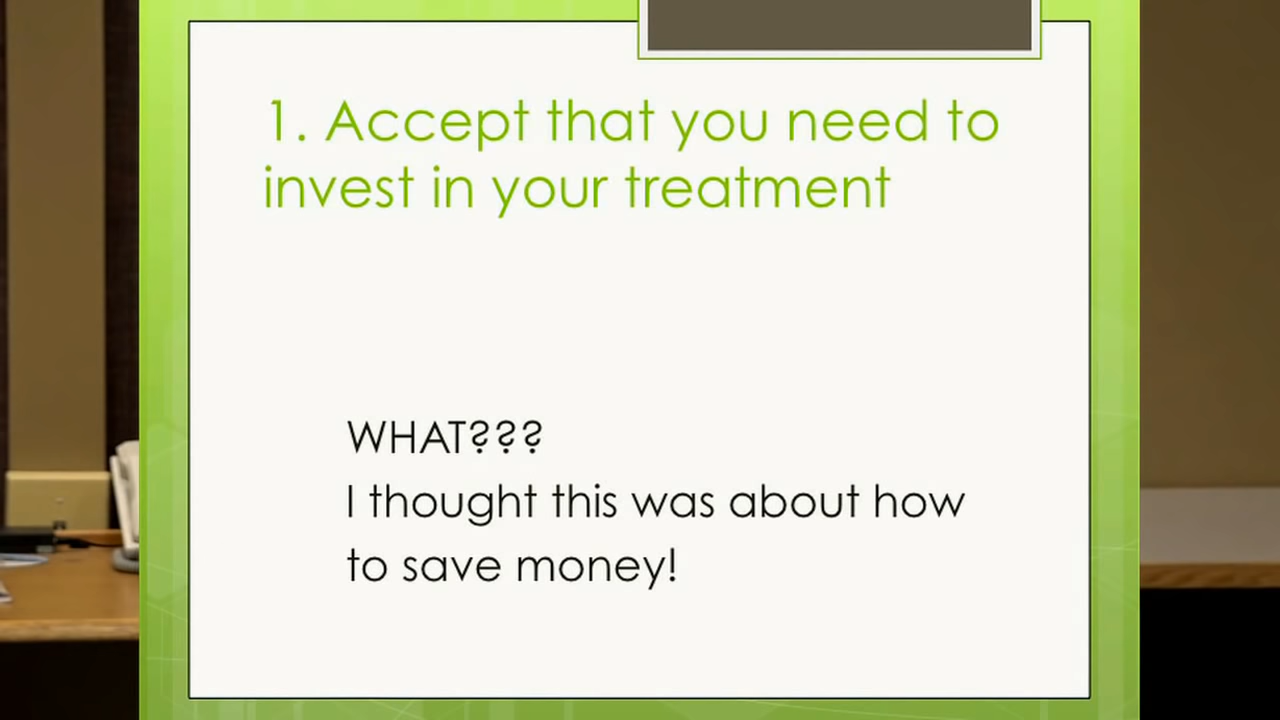 1. Accept that you need to
invest in your treatment
WHAT???
I thought this was about how
to save money!